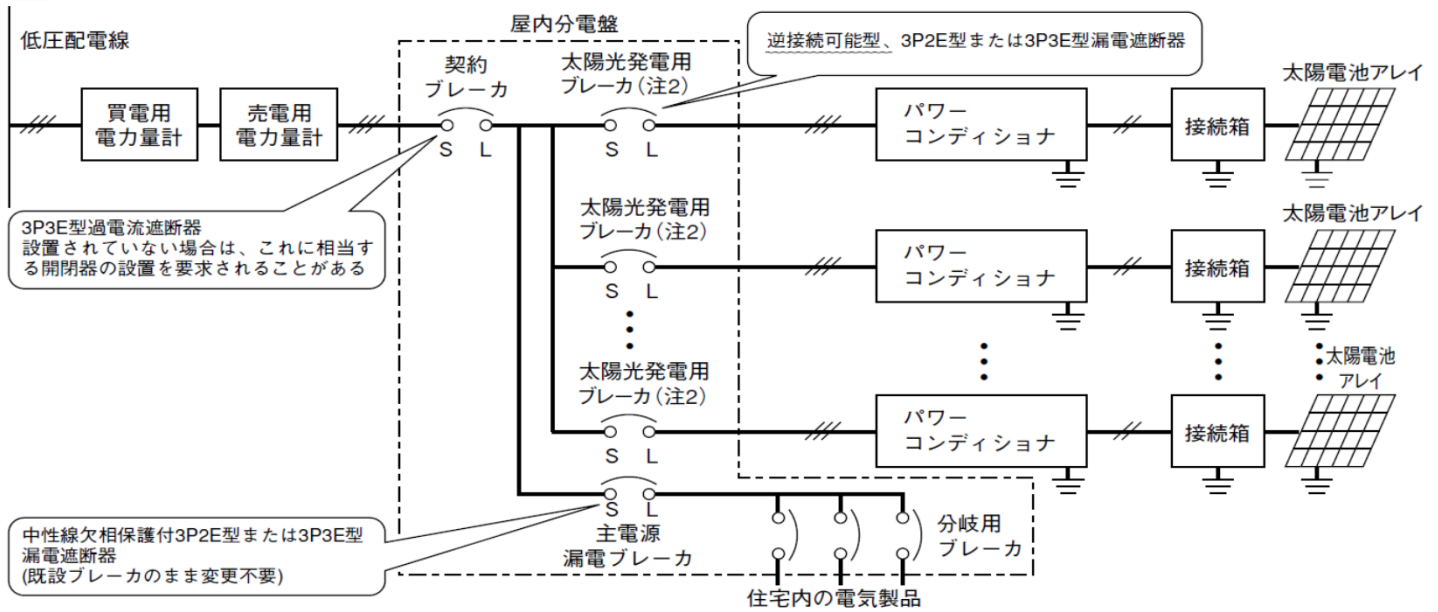 屋内分電盤
低圧配電線
契約
ブレーカ
太陽光発電用
ブレーカ(注2)
逆接続可能型、3P2E型または3P3E型漏電遮断器
太陽電池アレイ
買電用
電力量計
売電用
電力量計
S L
S L
パワー
コンディショナ
接続箱
3P3E型過電流遮断器
設置されていない場合は、これに相当す
る開閉器の設置を要求されることがある
太陽光発電用
ブレーカ(注2)
S L
パワー
コンディショナ
接続箱
太陽電池アレイ
太陽光発電用
ブレーカ(注2)
S L
パワー
コンディショナ
接続箱
太陽電池
アレイ
中性線欠相保護付3P2E型または3P3E型
漏電遮断器
(既設ブレーカのまま変更不要)
S L
主電源
漏電ブレーカ
分岐用
ブレーカ
住宅内の電気製品